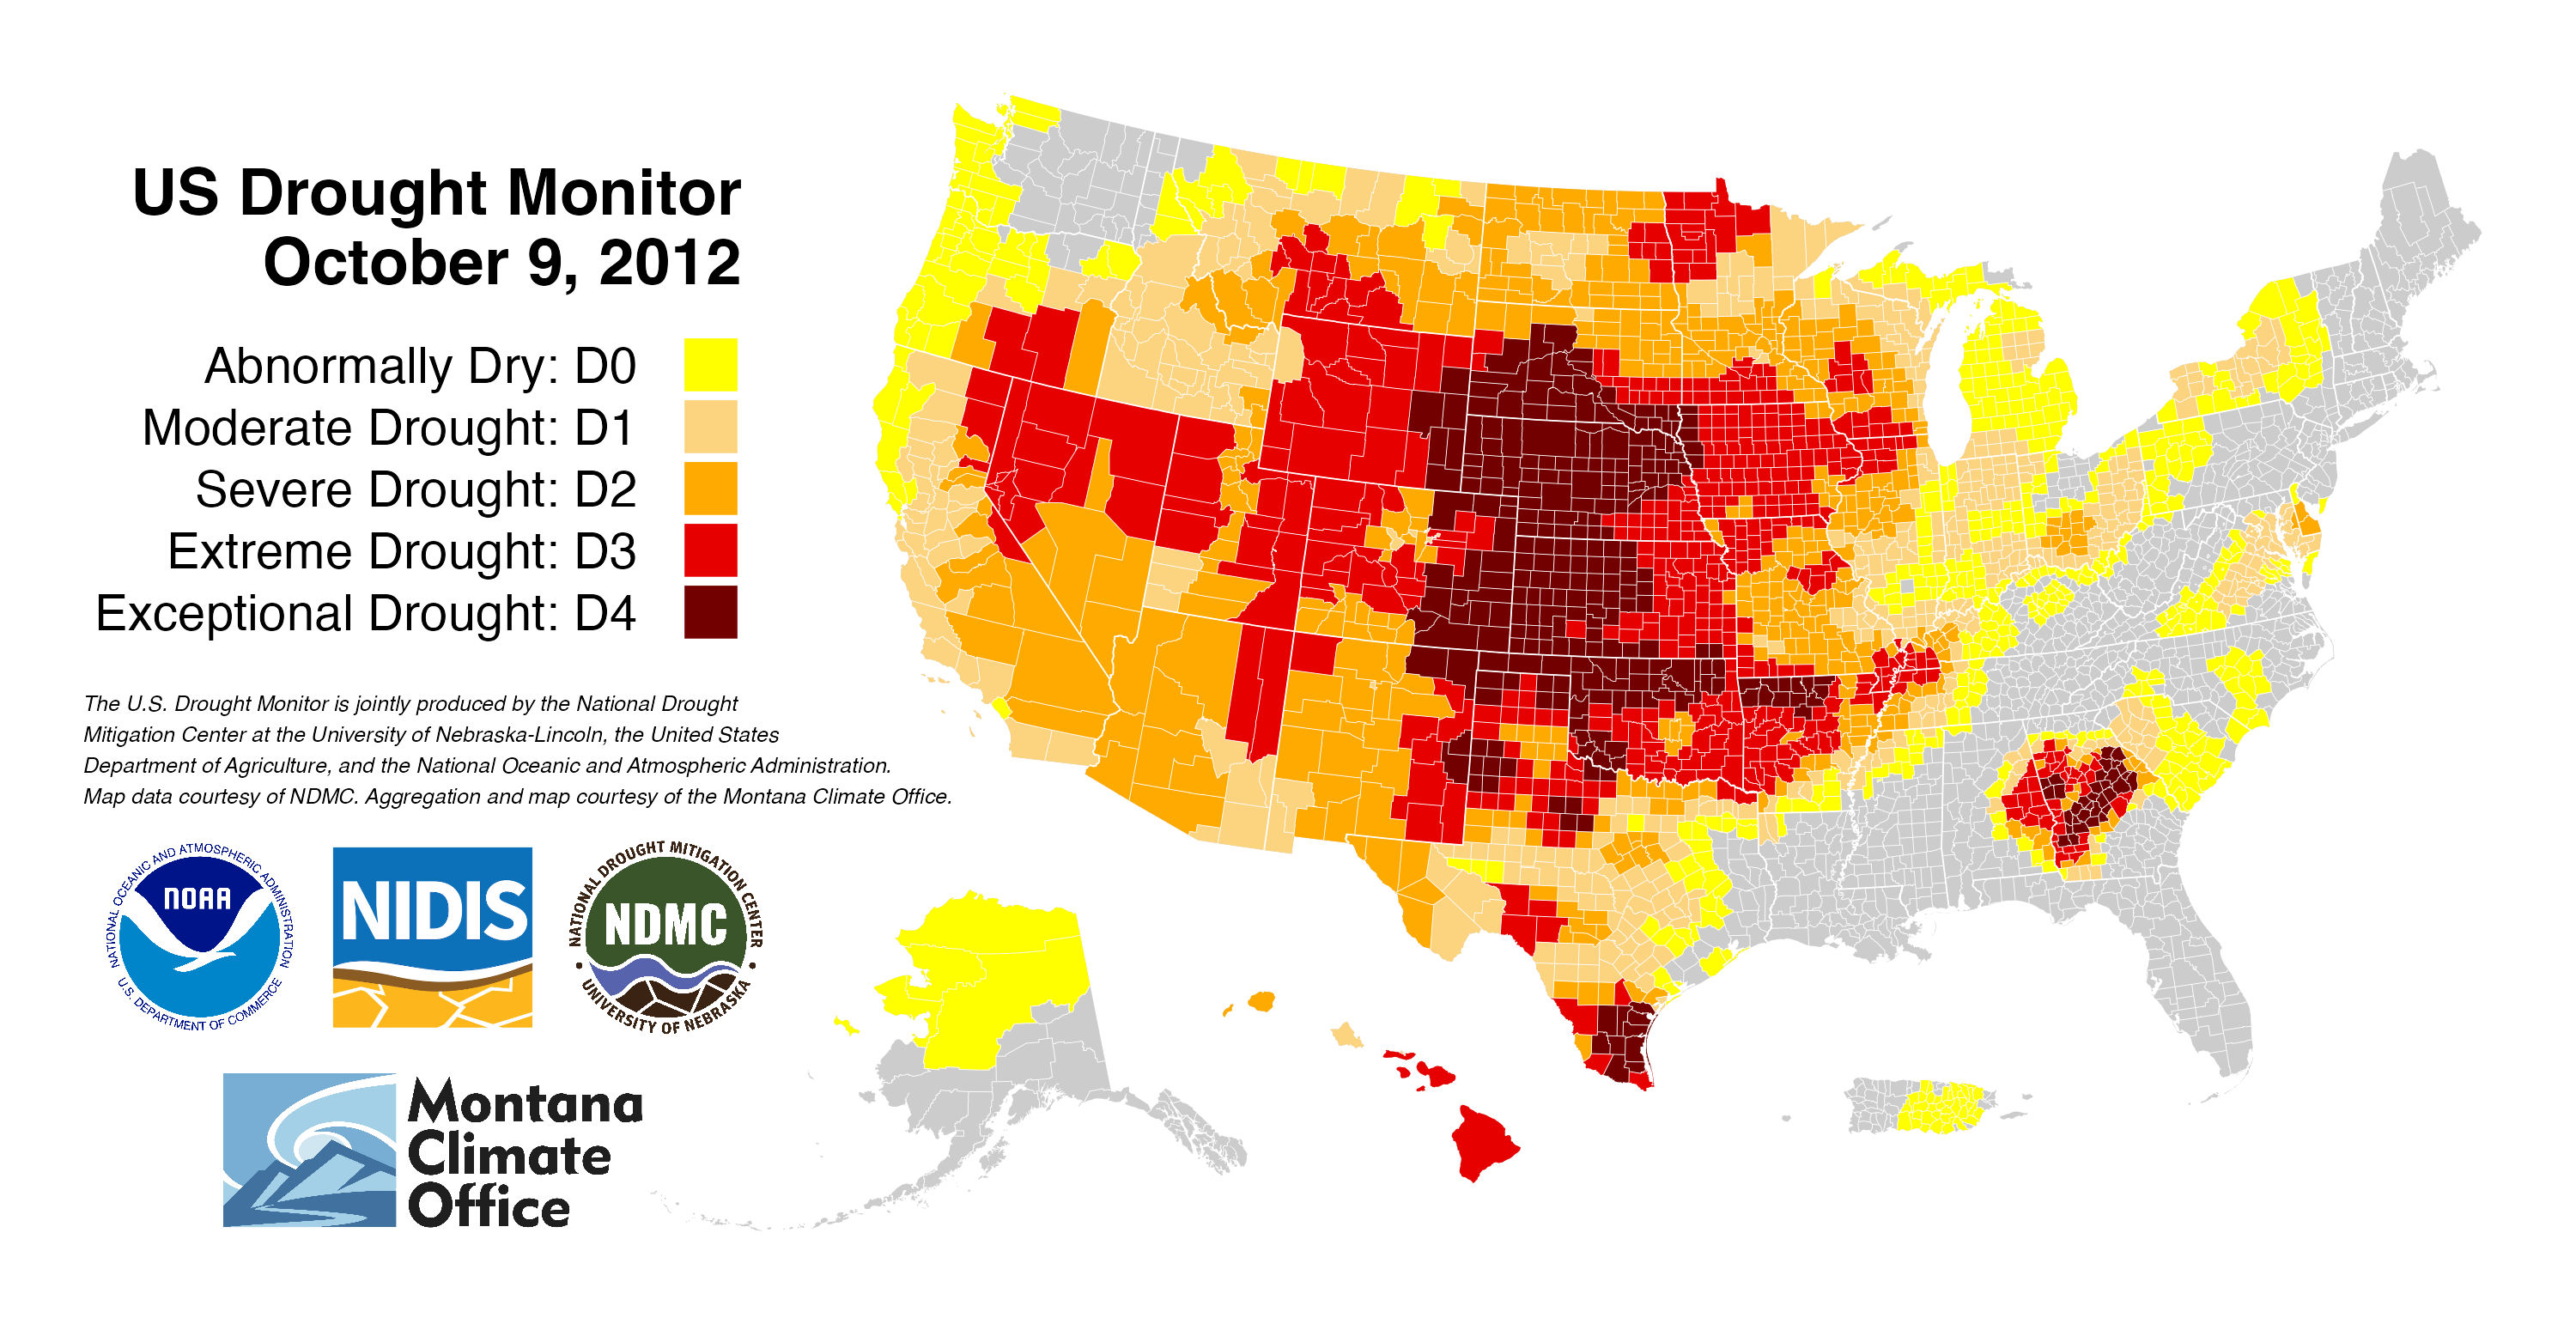 US Drought Monitor
October 9, 2012
Abnormally Dry: D0
Moderate Drought: D1
Severe Drought: D2
Extreme Drought: D3
Exceptional Drought: D4
The U.S. Drought Monitor is jointly produced by the National Drought
Mitigation Center at the University of Nebraska-Lincoln, the United States
Department of Agriculture, and the National Oceanic and Atmospheric Administration.
Map data courtesy of NDMC. Aggregation and map courtesy of the Montana Climate Office.
NATIONAL OCEANIC AND ATMOSPHERIC ADMINISTRATION
NOAA
U.S. DEPARTMENT OF COMMERCE
NIDIS
NATIONAL DROUGHT MITIGATION CENTER
NDMC
UNIVERSITY OF NEBRASKA
Montana
Climate
Office